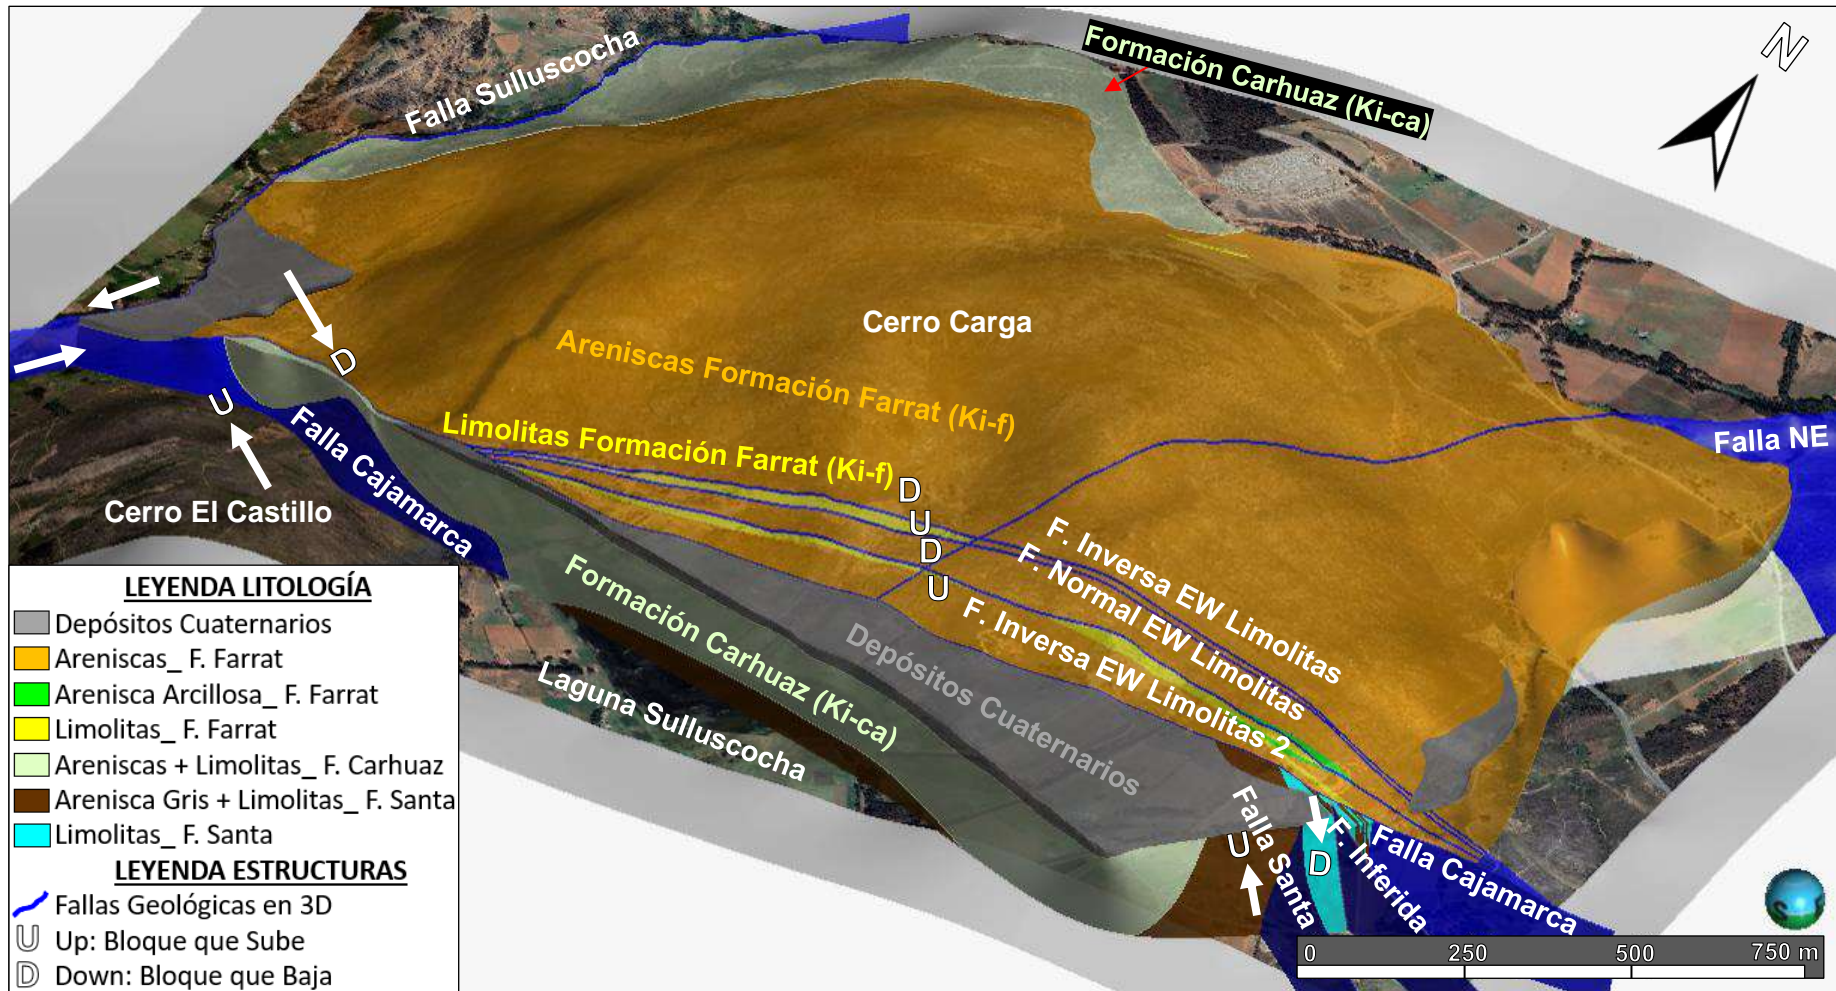 N
Formación Carhuaz (Ki-ca)
Falla Sulluscocha
Cerro Carga
Areniscas Formación Farrat (Ki-f)
D
U
Limolitas Formación Farrat (Ki-f)
Falla NE
Falla Cajamarca
Cerro El Castillo
D
U
D
U
F. Inversa EW Limolitas
F. Normal EW Limolitas
F. Inversa EW Limolitas 2
Formación Carhuaz (Ki-ca)
Depósitos Cuaternarios
Laguna Sulluscocha
Falla Santa
F. Inferida
Falla Cajamarca
U
D
LEYENDA LITOLOGÍA
Depósitos Cuaternarios
Areniscas_ F. Farrat
Arenisca Arcillosa_ F. Farrat
Limolitas_ F. Farrat
Areniscas + Limolitas_ F. Carhuaz
Arenisca Gris + Limolitas_ F. Santa
Limolitas_ F. Santa
LEYENDA ESTRUCTURAS
Fallas Geológicas en 3D
U Up: Bloque que Sube
D Down: Bloque que Baja
0 250 500 750 m